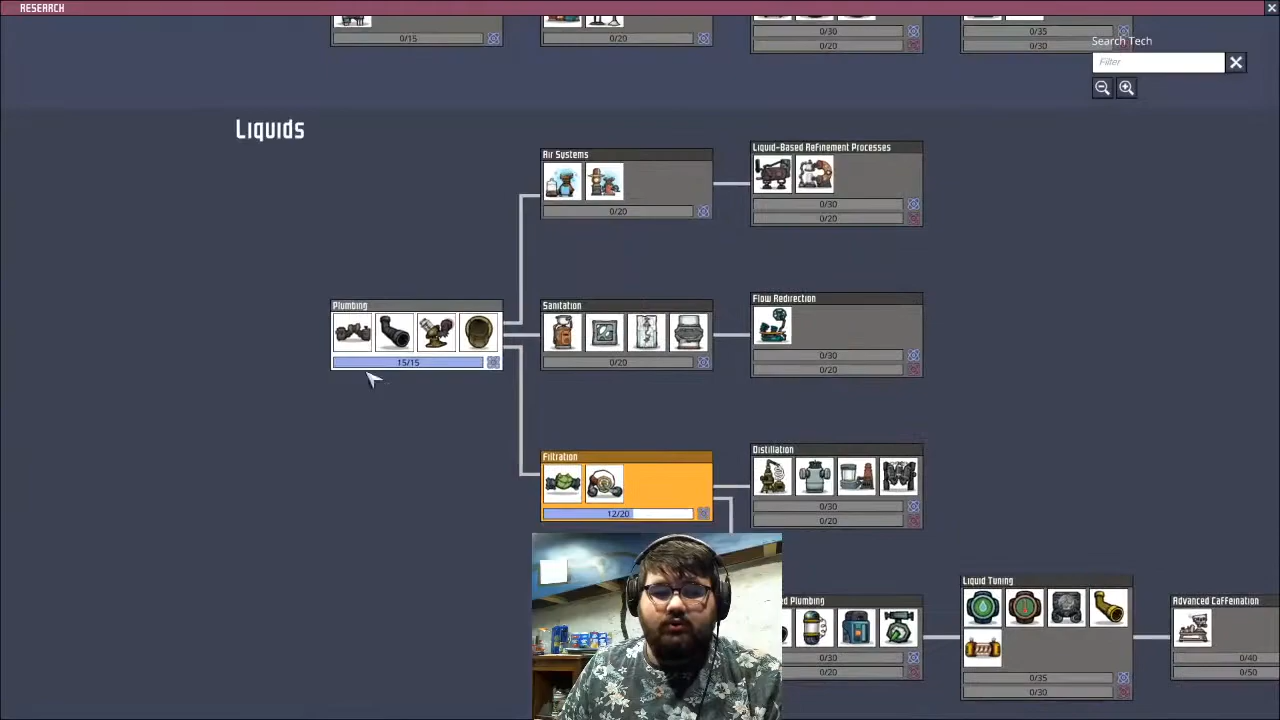 RESEARCH
0/15
0/20
0/30
0/20
0/35
0/30
Search Tech
Filter
Liquids
Air Systems
0/20
Liquid-Based Refinement Processes
0/30
0/20
Plumbing
15/15
Sanitation
0/20
Flow Redirection
0/30
0/20
Filtration
12/20
Distillation
0/30
0/20
Plumbing
0/30
0/20
Liquid Tuning
0/35
0/30
Advanced Caffeination
0/40
0/50